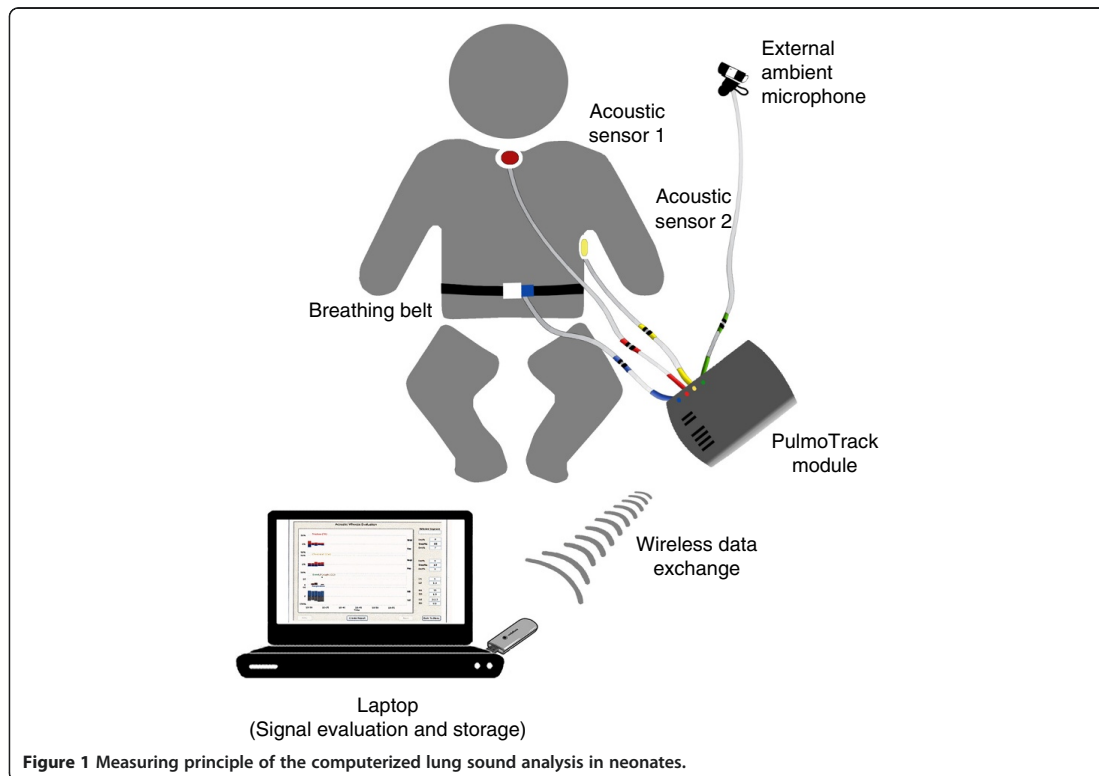 External
ambient
microphone
Acoustic
sensor 1
Acoustic
sensor 2
Breathing belt
PulmoTrack
module
Wireless data
exchange
Laptop
(Signal evaluation and storage)
Figure 1 Measuring principle of the computerized lung sound analysis in neonates.